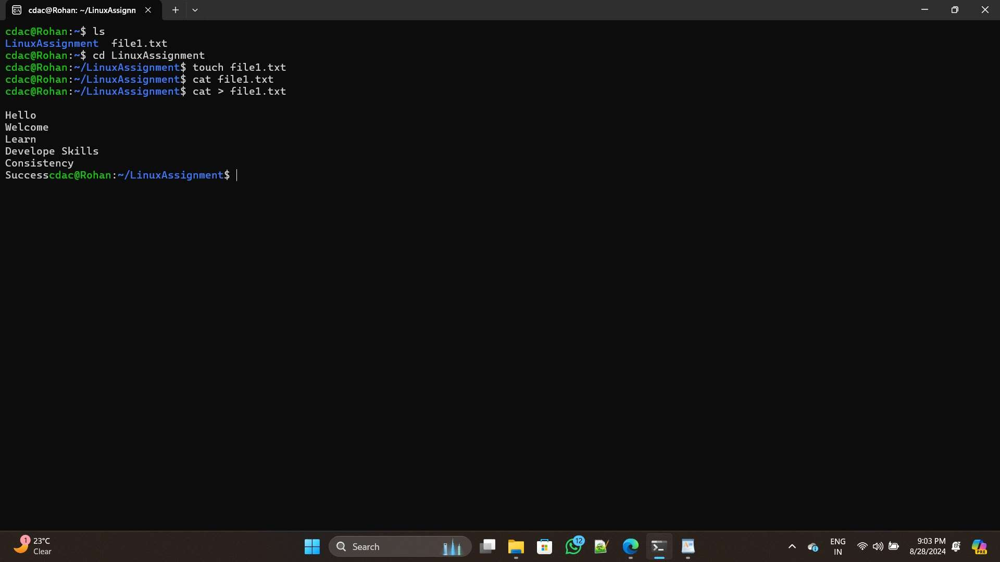 cdac@Rohan: ~/LinuxAssignn
cdac@Rohan:~$ ls
LinuxAssignment  file1.txt
cdac@Rohan:~$ cd LinuxAssignment
cdac@Rohan:~/LinuxAssignment$ touch file1.txt
cdac@Rohan:~/LinuxAssignment$ cat file1.txt
cdac@Rohan:~/LinuxAssignment$ cat > file1.txt
Hello
Welcome
Learn
Develope Skills
Consistency
Successcdac@Rohan:~/LinuxAssignment$
1
23°C
Clear
Search
12
ENG
IN
9:03 PM
8/28/2024
PRE